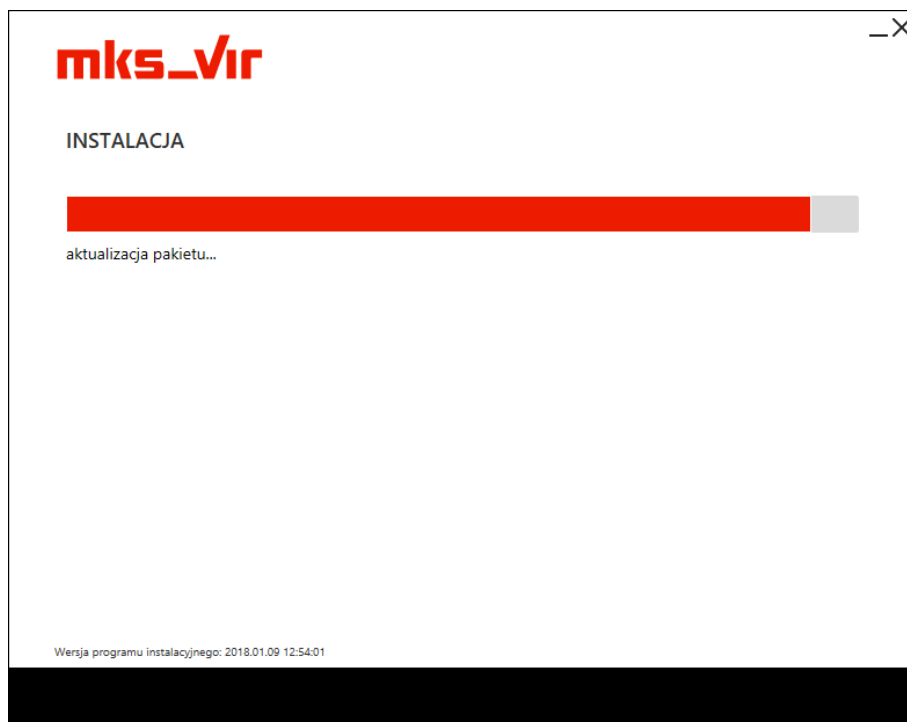 mks_vir
INSTALACJA
aktualizacja pakietu...
Wersja programu instalacyjnego: 2018.01.09 12:54:01